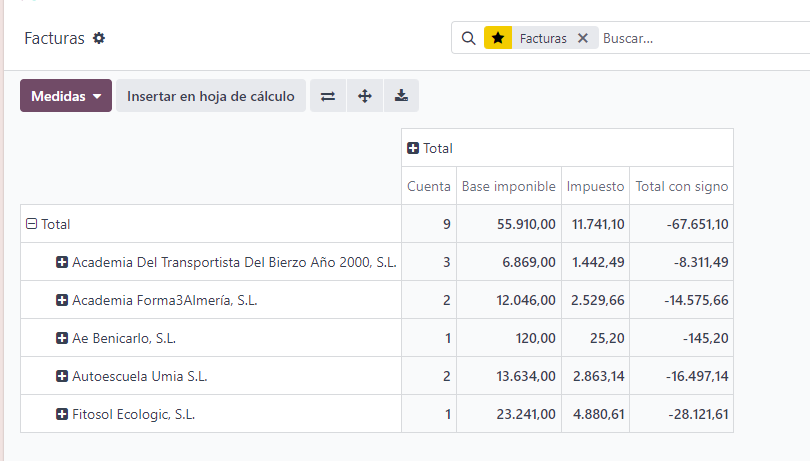 Facturas
Facturas Buscar...
Medidas Insertar en hoja de cálculo
Total
Cuenta Base imponible Impuesto Total con signo
Total 9 55.910,00 11.741,10 -67.651,10
Academia Del Transportista Del Bierzo Año 2000, S.L. 3 6.869,00 1.442,49 -8.311,49
Academia Forma3Almería, S.L. 2 12.046,00 2.529,66 -14.575,66
Ae Benicarlo, S.L. 1 120,00 25,20 -145,20
Autoescuela Umia S.L. 2 13.634,00 2.863,14 -16.497,14
Fitosol Ecologic, S.L. 1 23.241,00 4.880,61 -28.121,61